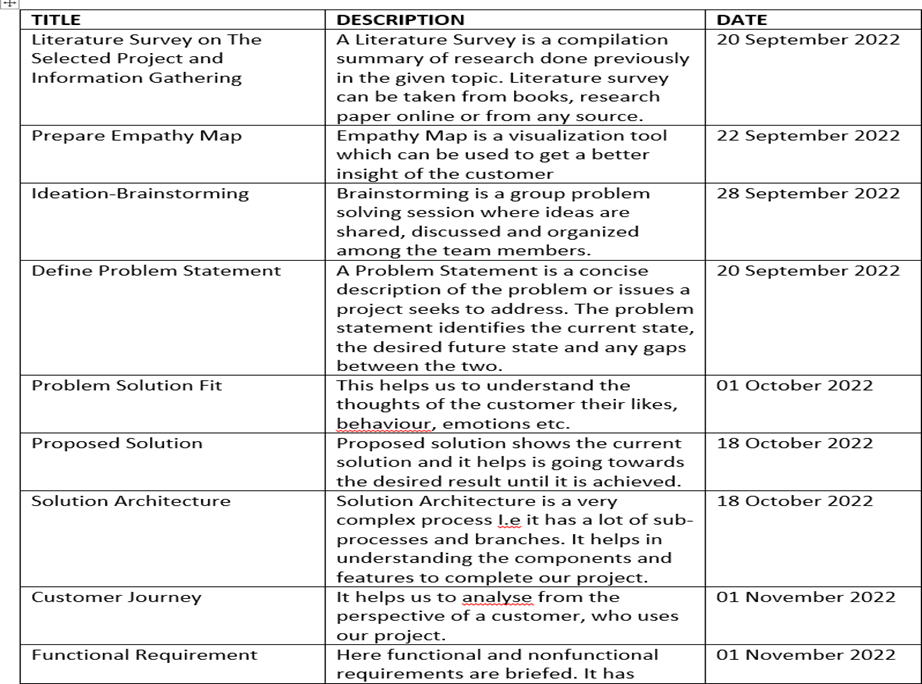 TITLE DESCRIPTION DATE
Literature Survey on The A Literature Survey is a compilation 20 September 2022
Selected Project and summary of research done previously
Information Gathering in the given topic. Literature survey
can be taken from books, research
paper online or from any source.
Prepare Empathy Map Empathy Map is a visualization tool 22 September 2022
which can be used to get a better
insight of the customer
Ideation-Brainstorming Brainstorming is a group problem 28 September 2022
solving session where ideas are
shared, discussed and organized
among the team members.
Define Problem Statement A Problem Statement is a concise 20 September 2022
description of the problem or issues a
project seeks to address. The problem
statement identifies the current state,
the desired future state and any gaps
between the two.
Problem Solution Fit This helps us to understand the 01 October 2022
thoughts of the customer their likes,
behaviour, emotions etc.
Proposed Solution Proposed solution shows the current 18 October 2022
solution and it helps is going towards
the desired result until it is achieved.
Solution Architecture Solution Architecture is a very 18 October 2022
complex process I.e it has a lot of sub-
processes and branches. It helps in
understanding the components and
features to complete our project.
Customer Journey It helps us to analyse from the 01 November 2022
perspective of a customer, who uses
our project.
Functional Requirement Here functional and nonfunctional 01 November 2022
requirements are briefed. It has